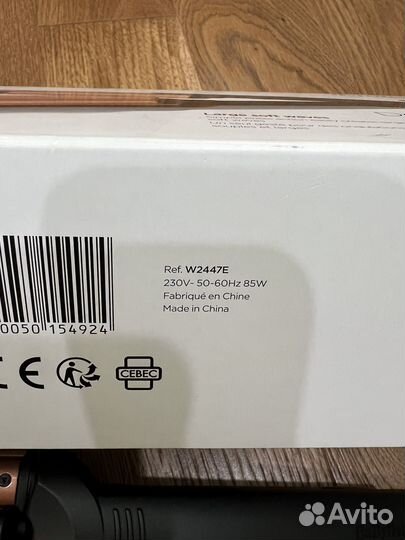 Large soft waves
Ref. W2447E
230V~ 50-60Hz 85W
Fabriqué en Chine
Made in China
0050 154924
CE
CEBEC
Avito